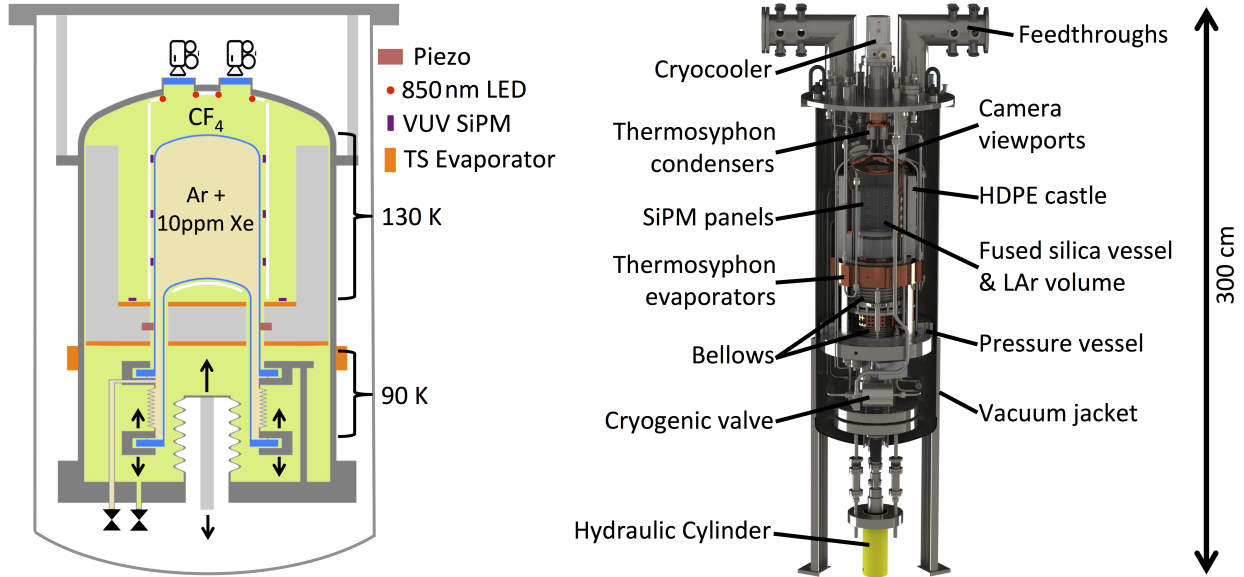 Piezo
850 nm LED
VUV SiPM
TS Evaporator
CF4
Ar +
10ppm Xe
130 K
90 K
Feedthroughs
Cryocooler
Camera
viewports
Thermosyphon
condensers
HDPE castle
SiPM panels
Fused silica vessel
& LAr volume
Thermosyphon
evaporators
Bellows
Pressure vessel
Cryogenic valve
Vacuum jacket
Hydraulic Cylinder
300 cm